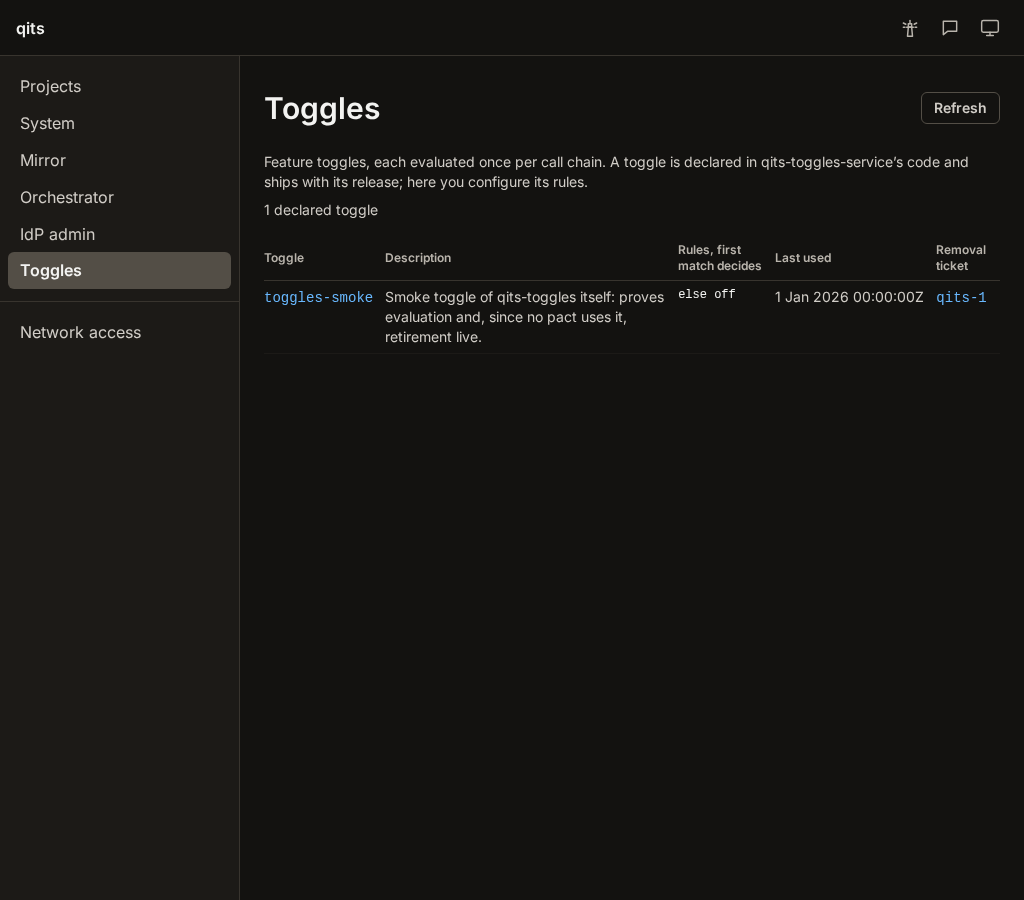 qits
Projects
System
Mirror
Orchestrator
IdP admin
Toggles
Network access
Toggles
Refresh
Feature toggles, each evaluated once per call chain. A toggle is declared in qits-toggles-service’s code and
ships with its release; here you configure its rules.
1 declared toggle
Toggle
Description
Rules, first
match decides
Last used
Removal
ticket
toggles-smoke
Smoke toggle of qits-toggles itself: proves
evaluation and, since no pact uses it,
retirement live.
else off
1 Jan 2026 00:00:00Z
qits-1